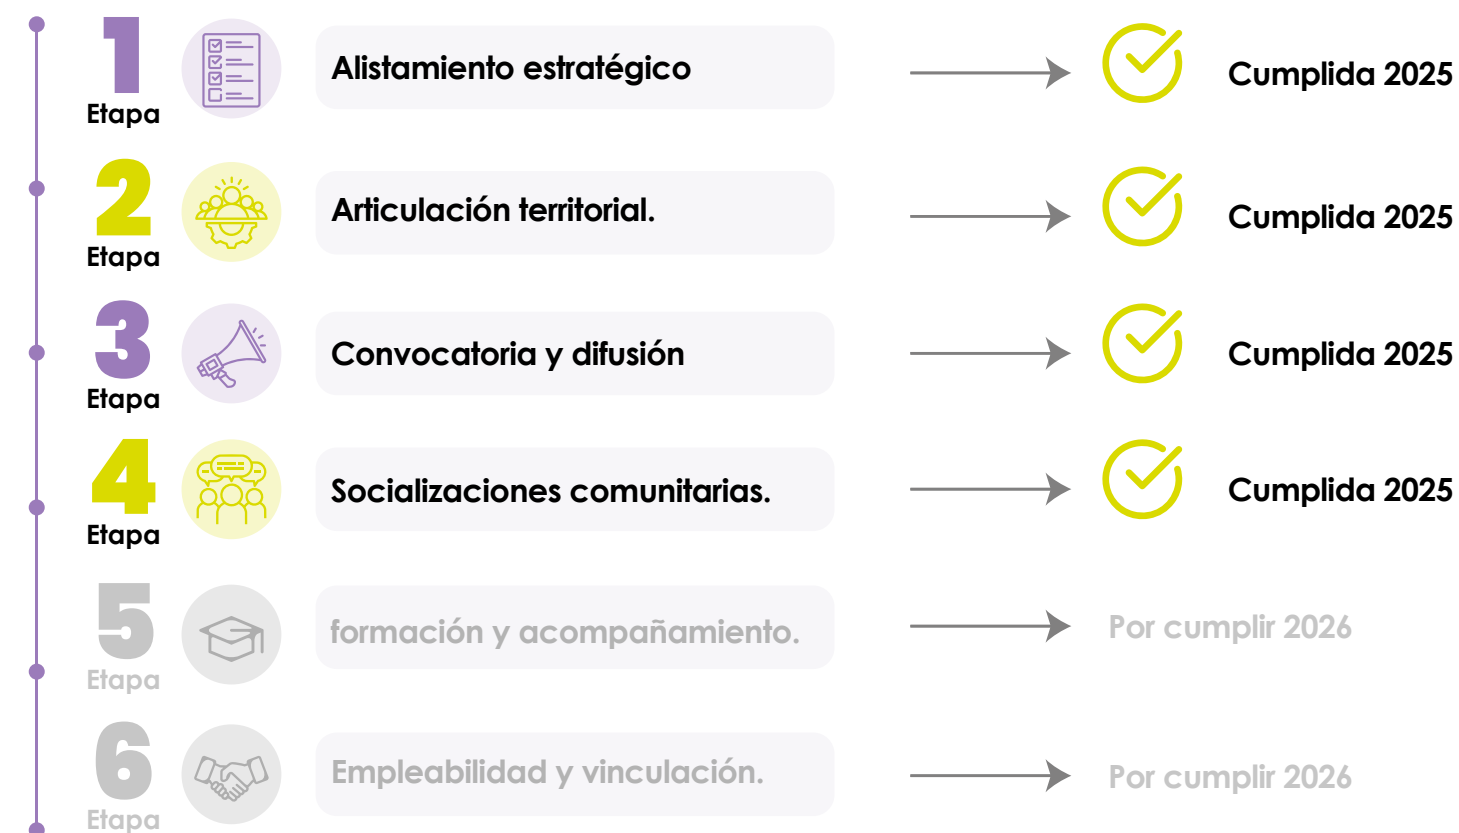 1
Etapa
Alistamiento estratégico
Cumplida 2025
2
Etapa
Articulación territorial.
Cumplida 2025
3
Etapa
Convocatoria y difusión
Cumplida 2025
4
Etapa
Socializaciones comunitarias.
Cumplida 2025
5
Etapa
formación y acompañamiento.
Por cumplir 2026
6
Etapa
Empleabilidad y vinculación.
Por cumplir 2026